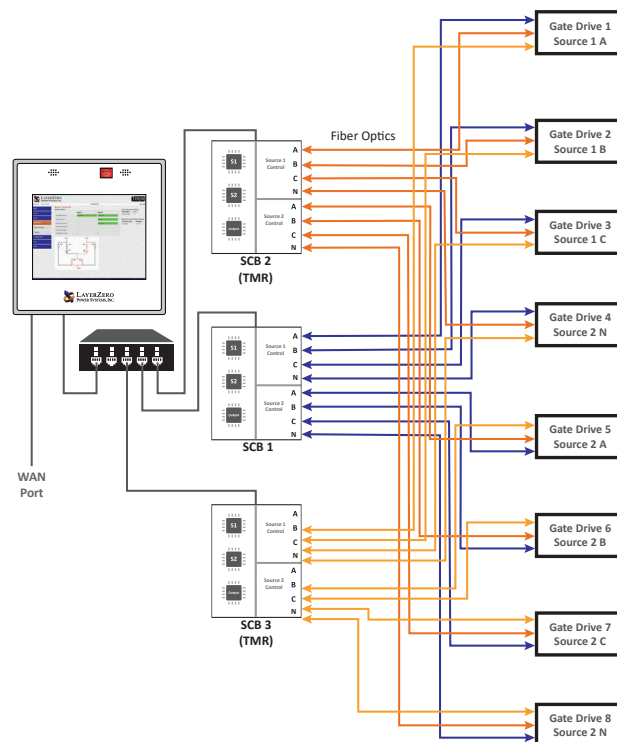 Gate Drive 1
Source 1 A
Gate Drive 2
Source 1 B
Gate Drive 3
Source 1 C
Gate Drive 4
Source 2 N
Gate Drive 5
Source 2 A
Gate Drive 6
Source 2 B
Gate Drive 7
Source 2 C
Gate Drive 8
Source 2 N
Fiber Optics
S1
S2
Output
Source 1
Control
Source 2
Control
A
B
C
N
A
B
C
N
SCB 2
(TMR)
LAYERZERO
LAYERZERO
POWER SYSTEMS, INC.
S1
S2
Output
Source 1
Control
Source 2
Control
A
B
C
N
A
B
C
N
SCB 1
WAN
Port
S1
S2
Output
Source 1
Control
Source 2
Control
A
B
C
N
A
B
C
N
SCB 3
(TMR)